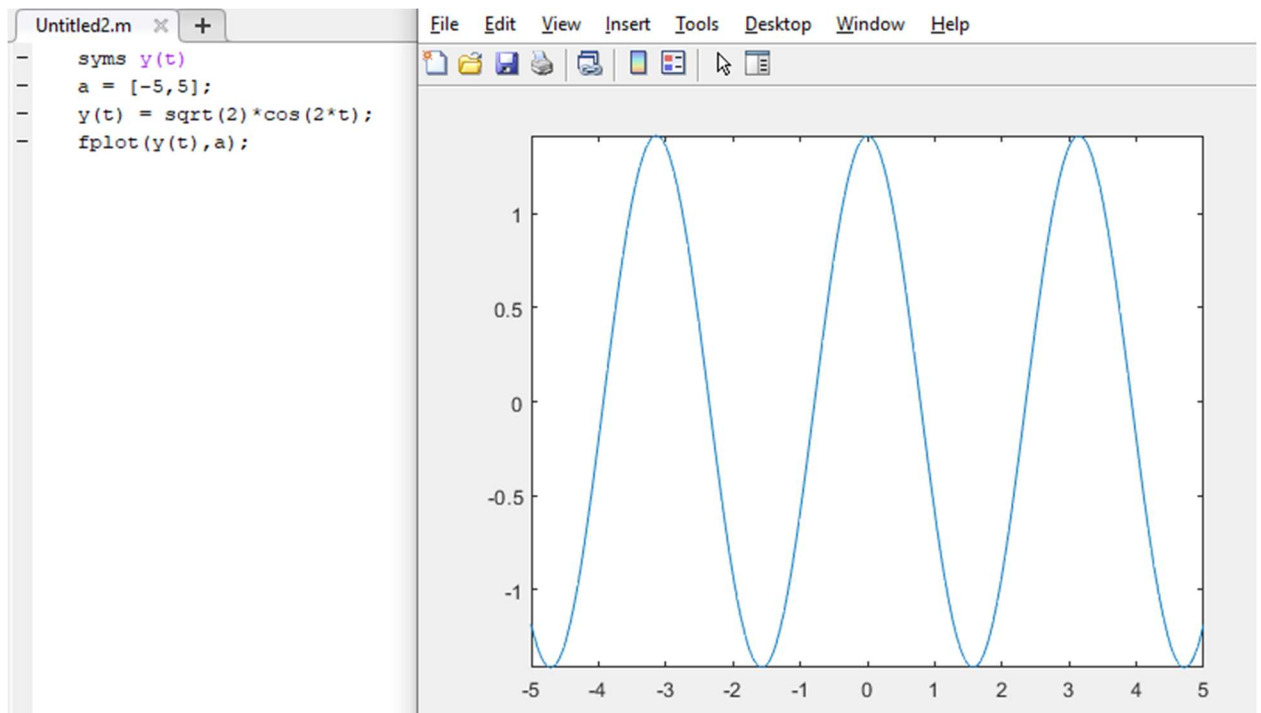 Untitled2.m
syms y(t)
a = [-5,5];
y(t) = sqrt(2)*cos(2*t);
fplot(y(t),a);
File Edit View Insert Tools Desktop Window Help
1
0.5
0
-0.5
-1
-5 -4 -3 -2 -1 0 1 2 3 4 5